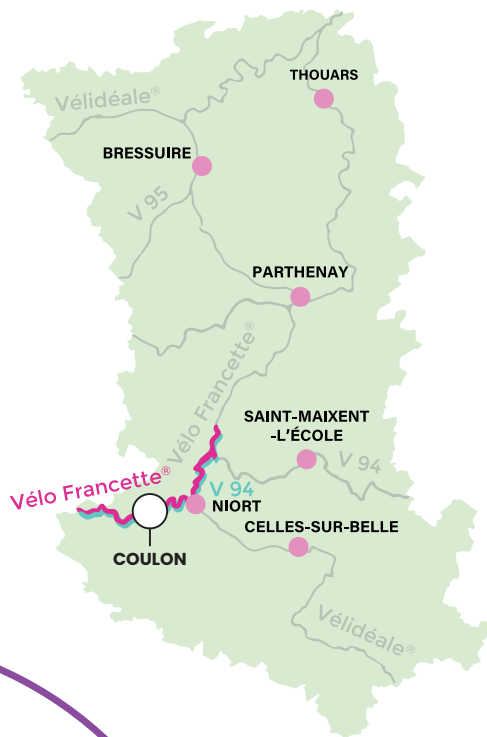 THOUARS
Vélidéale®
BRESSUIRE
V 95
PARTHENAY
Vélo Francette®
SAINT-MAIXENT
-L'ÉCOLE
V 94
Vélo Francette®
V 94
NIORT
CELLES-SUR-BELLE
COULON
Vélidéale®